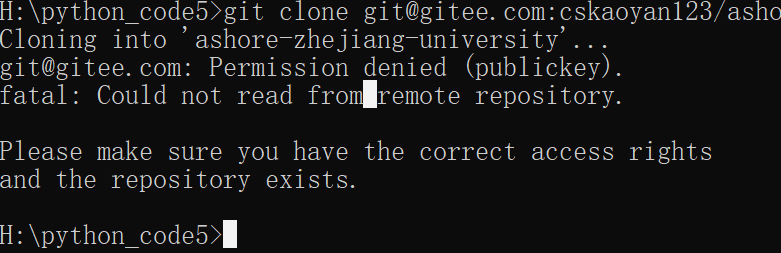 H:\python_code5>git clone git@gitee.com:cskaoyan123/asho
Cloning into 'ashore-zhejiang-university'...
git@gitee.com: Permission denied (publickey).
fatal: Could not read from remote repository.
Please make sure you have the correct access rights
and the repository exists.
H:\python_code5>